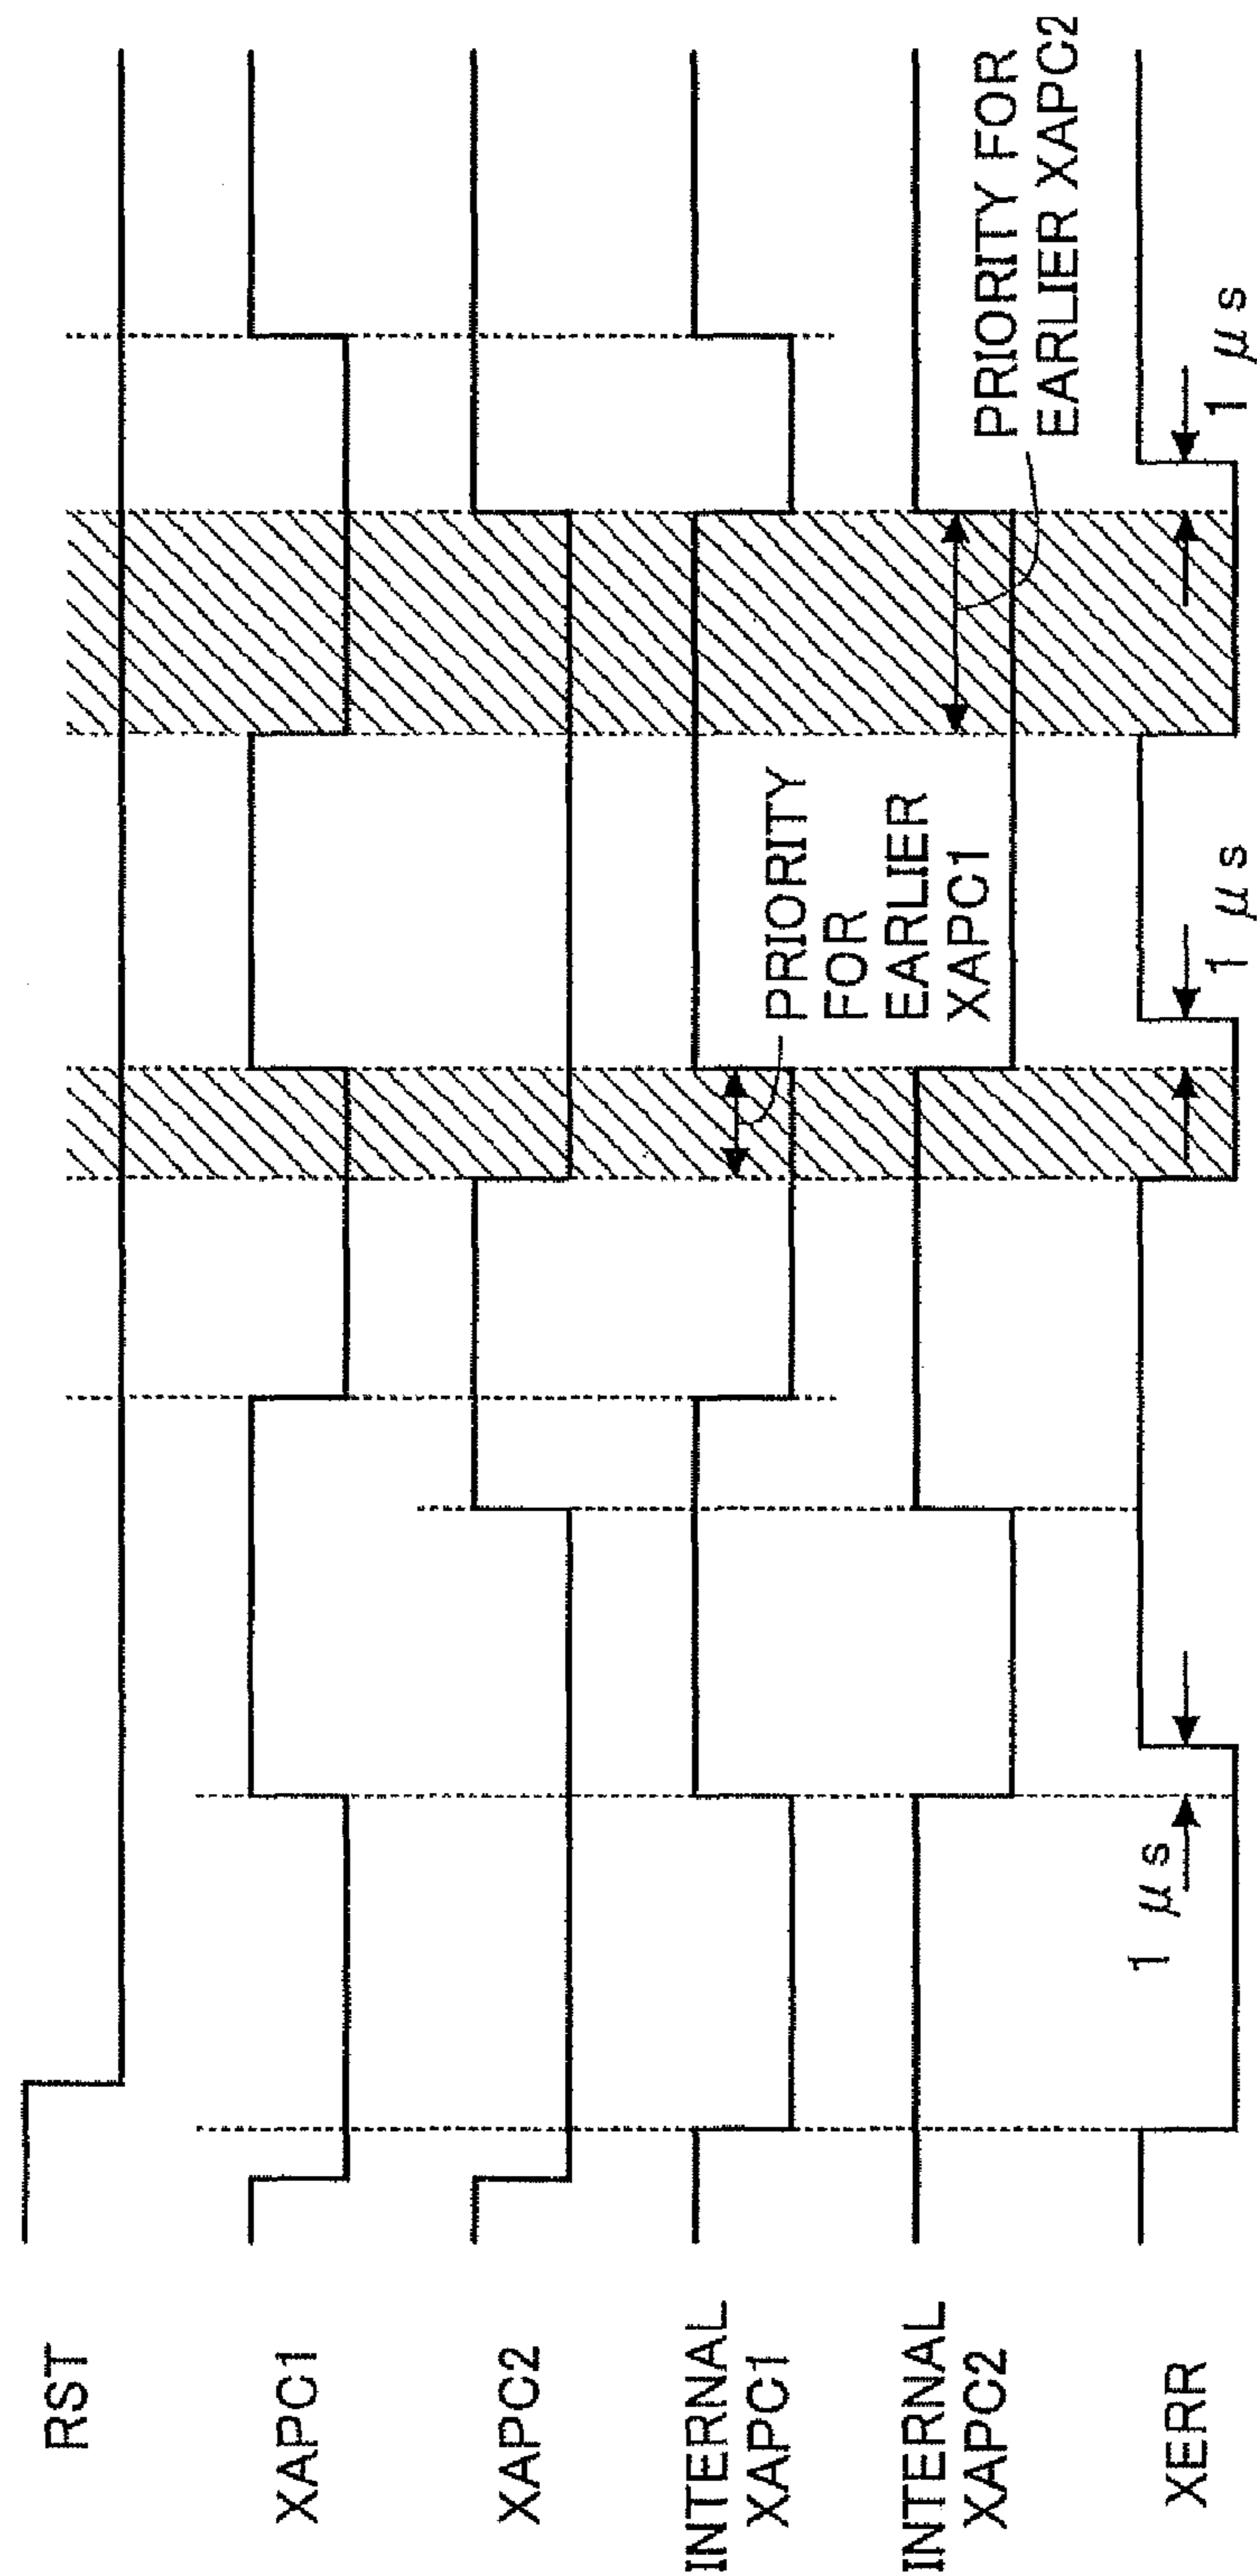 RST
XAPC1
XAPC2
INTERNAL
XAPC1
PRIORITY
FOR
EARLIER
XAPC1
INTERNAL
XAPC2
PRIORITY FOR
EARLIER XAPC2
XERR
1 μs
1 μs
1 μs